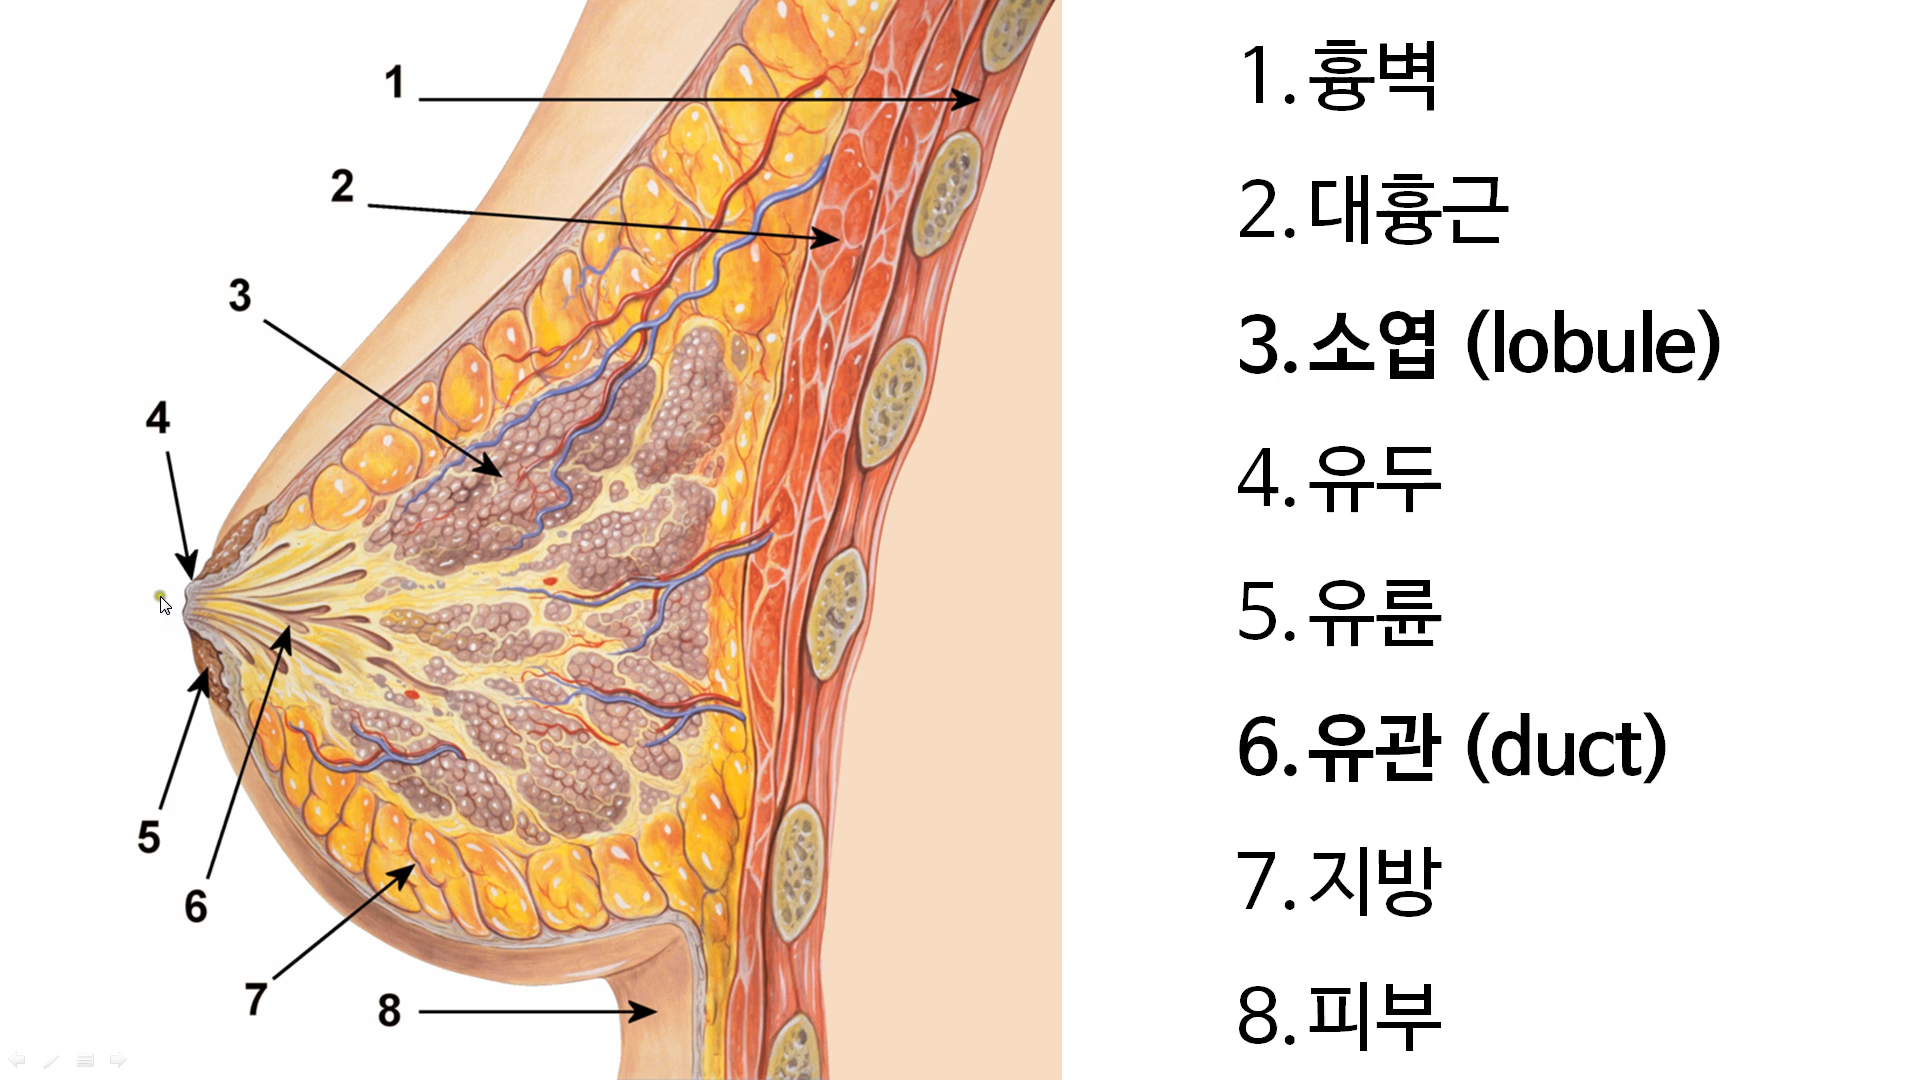 1
2
3
4
5
6
7
8
1. 흉벽
2. 대흉근
3. 소엽 (lobule)
4. 유두
5. 유륜
6. 유관 (duct)
7. 지방
8. 피부